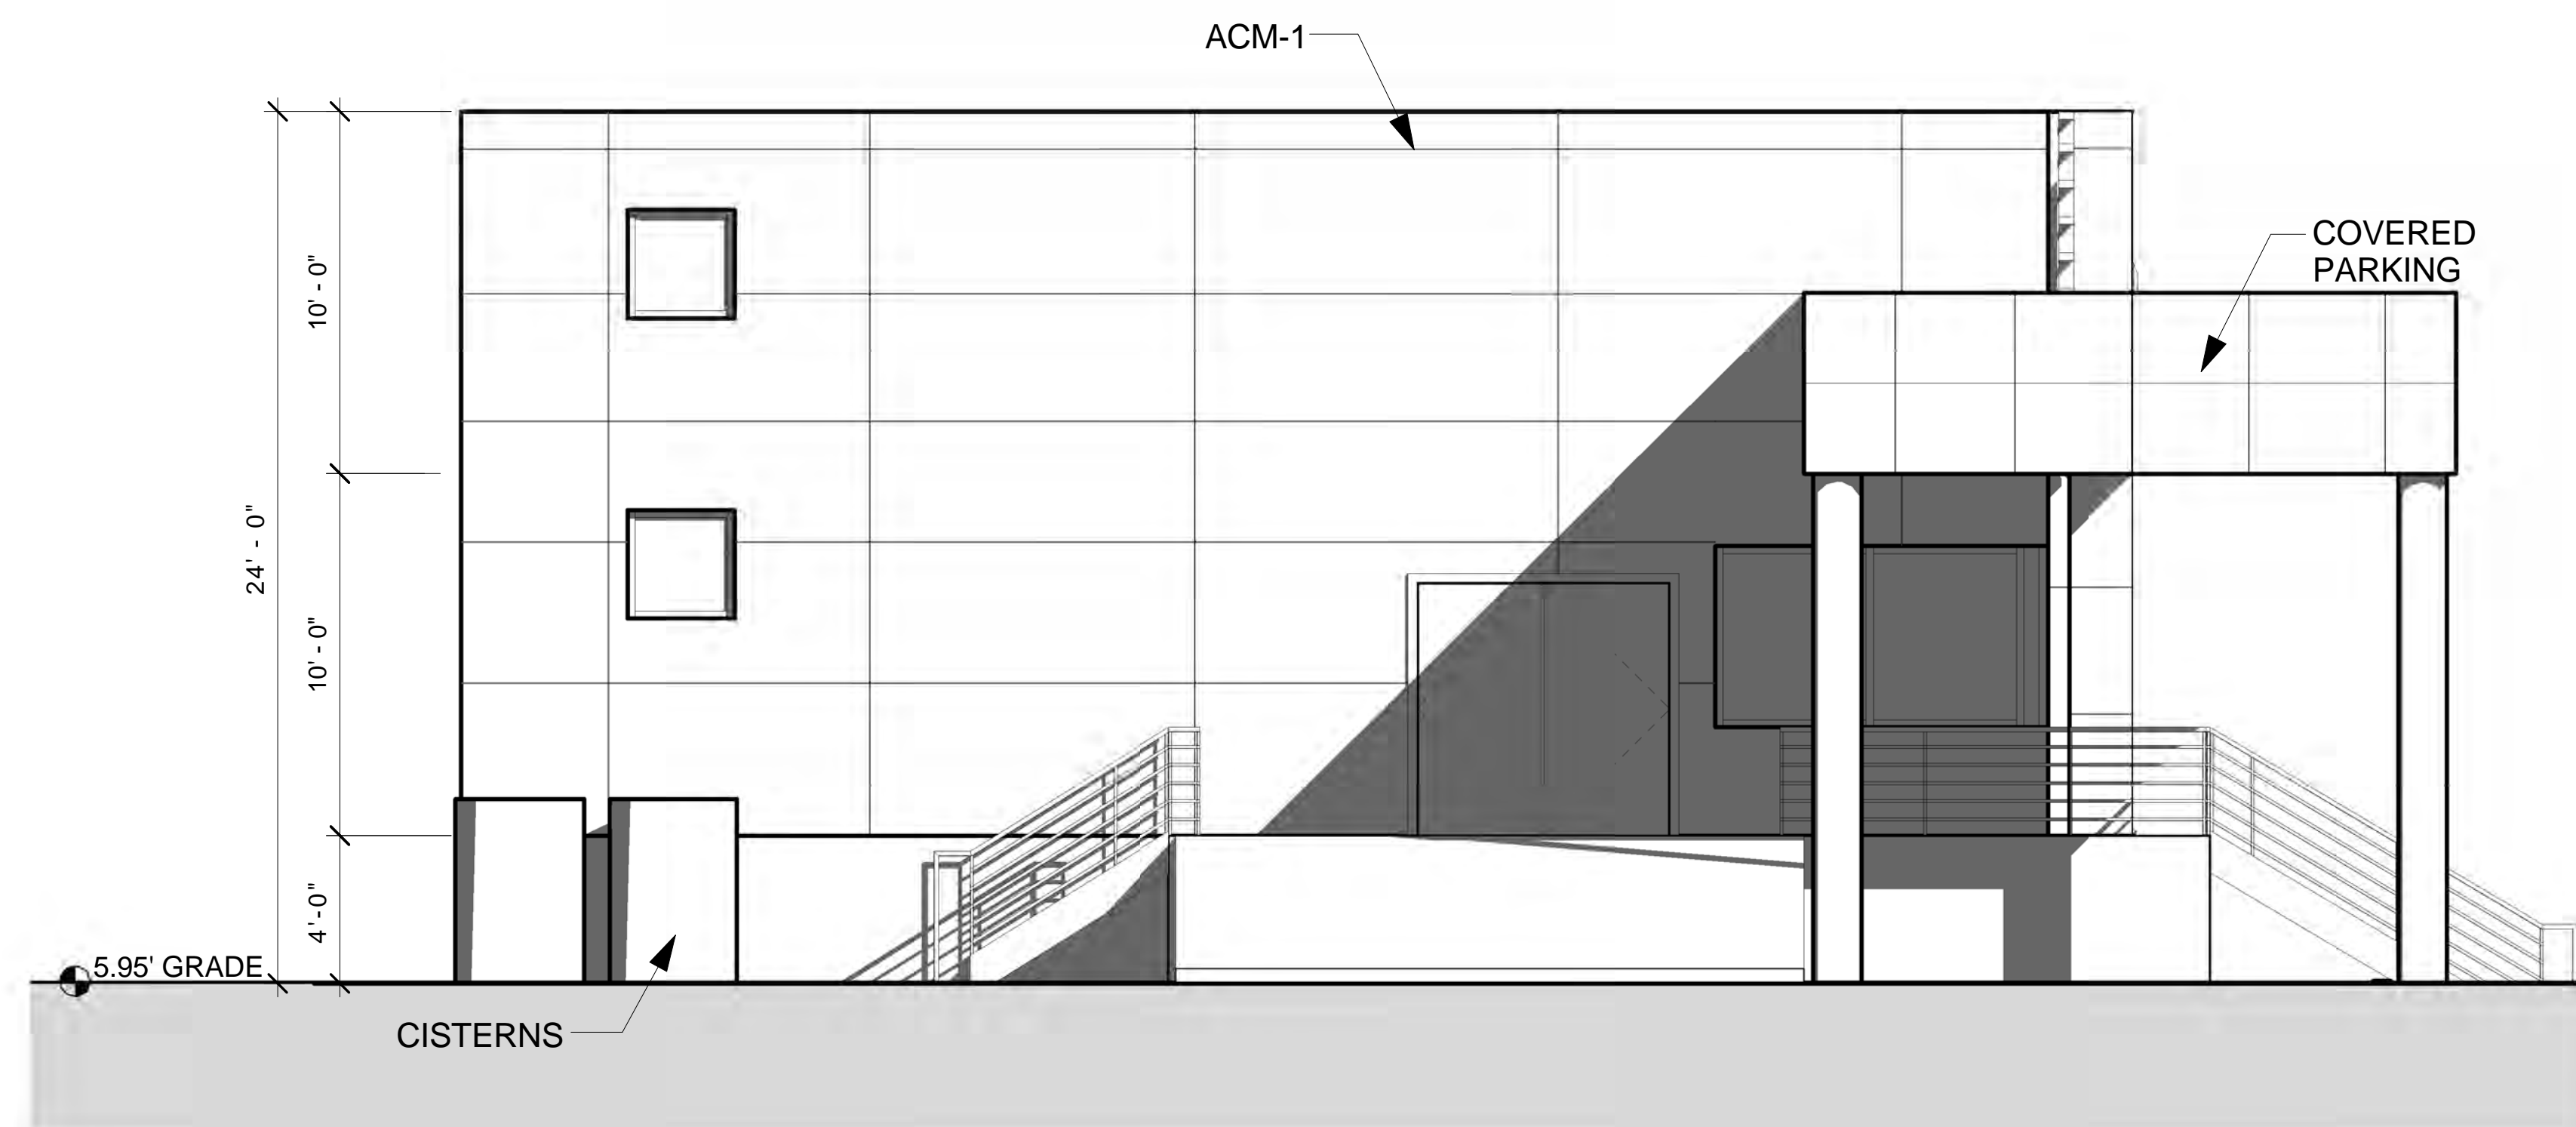 ACM-1
COVERED
PARKING
10' - 0"
24' - 0"
10' - 0"
4'-0"
5.95' GRADE
CISTERNS